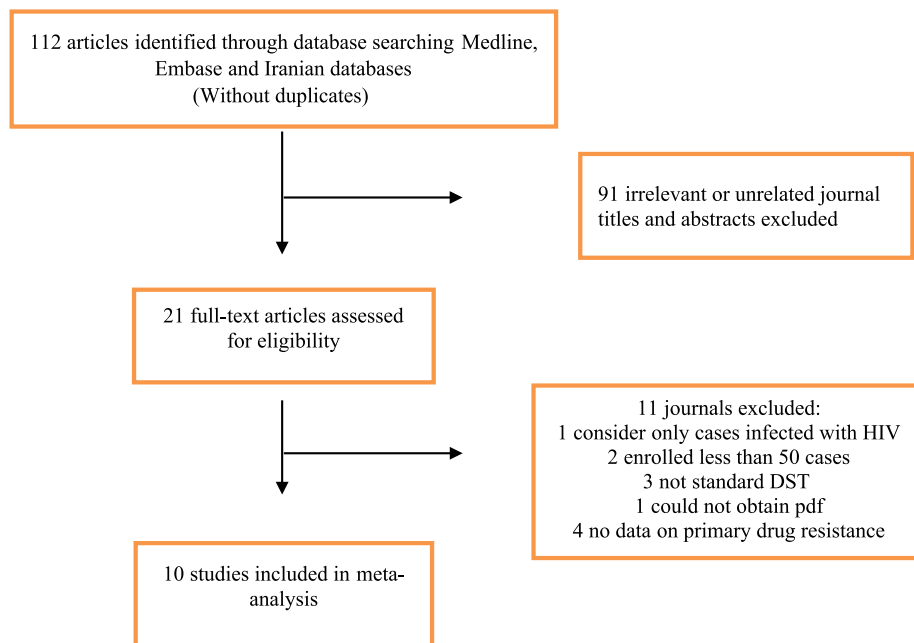 112 articles identified through database searching Medline,
Embase and Iranian databases
(Without duplicates)
91 irrelevant or unrelated journal
titles and abstracts excluded
21 full-text articles assessed
for eligibility
11 journals excluded:
1 consider only cases infected with HIV
2 enrolled less than 50 cases
3 not standard DST
1 could not obtain pdf
4 no data on primary drug resistance
10 studies included in meta-
analysis